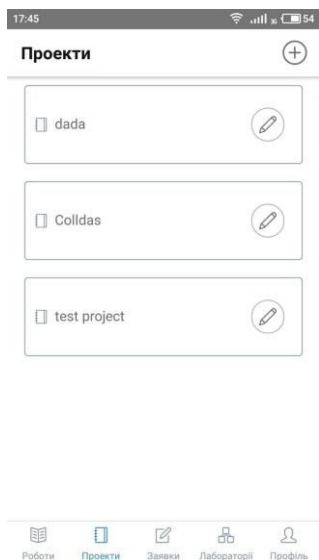 17:45 54
Проекти
dada
Colldas
test project
Роботи Проекти Заявки Лабораторії Профіль